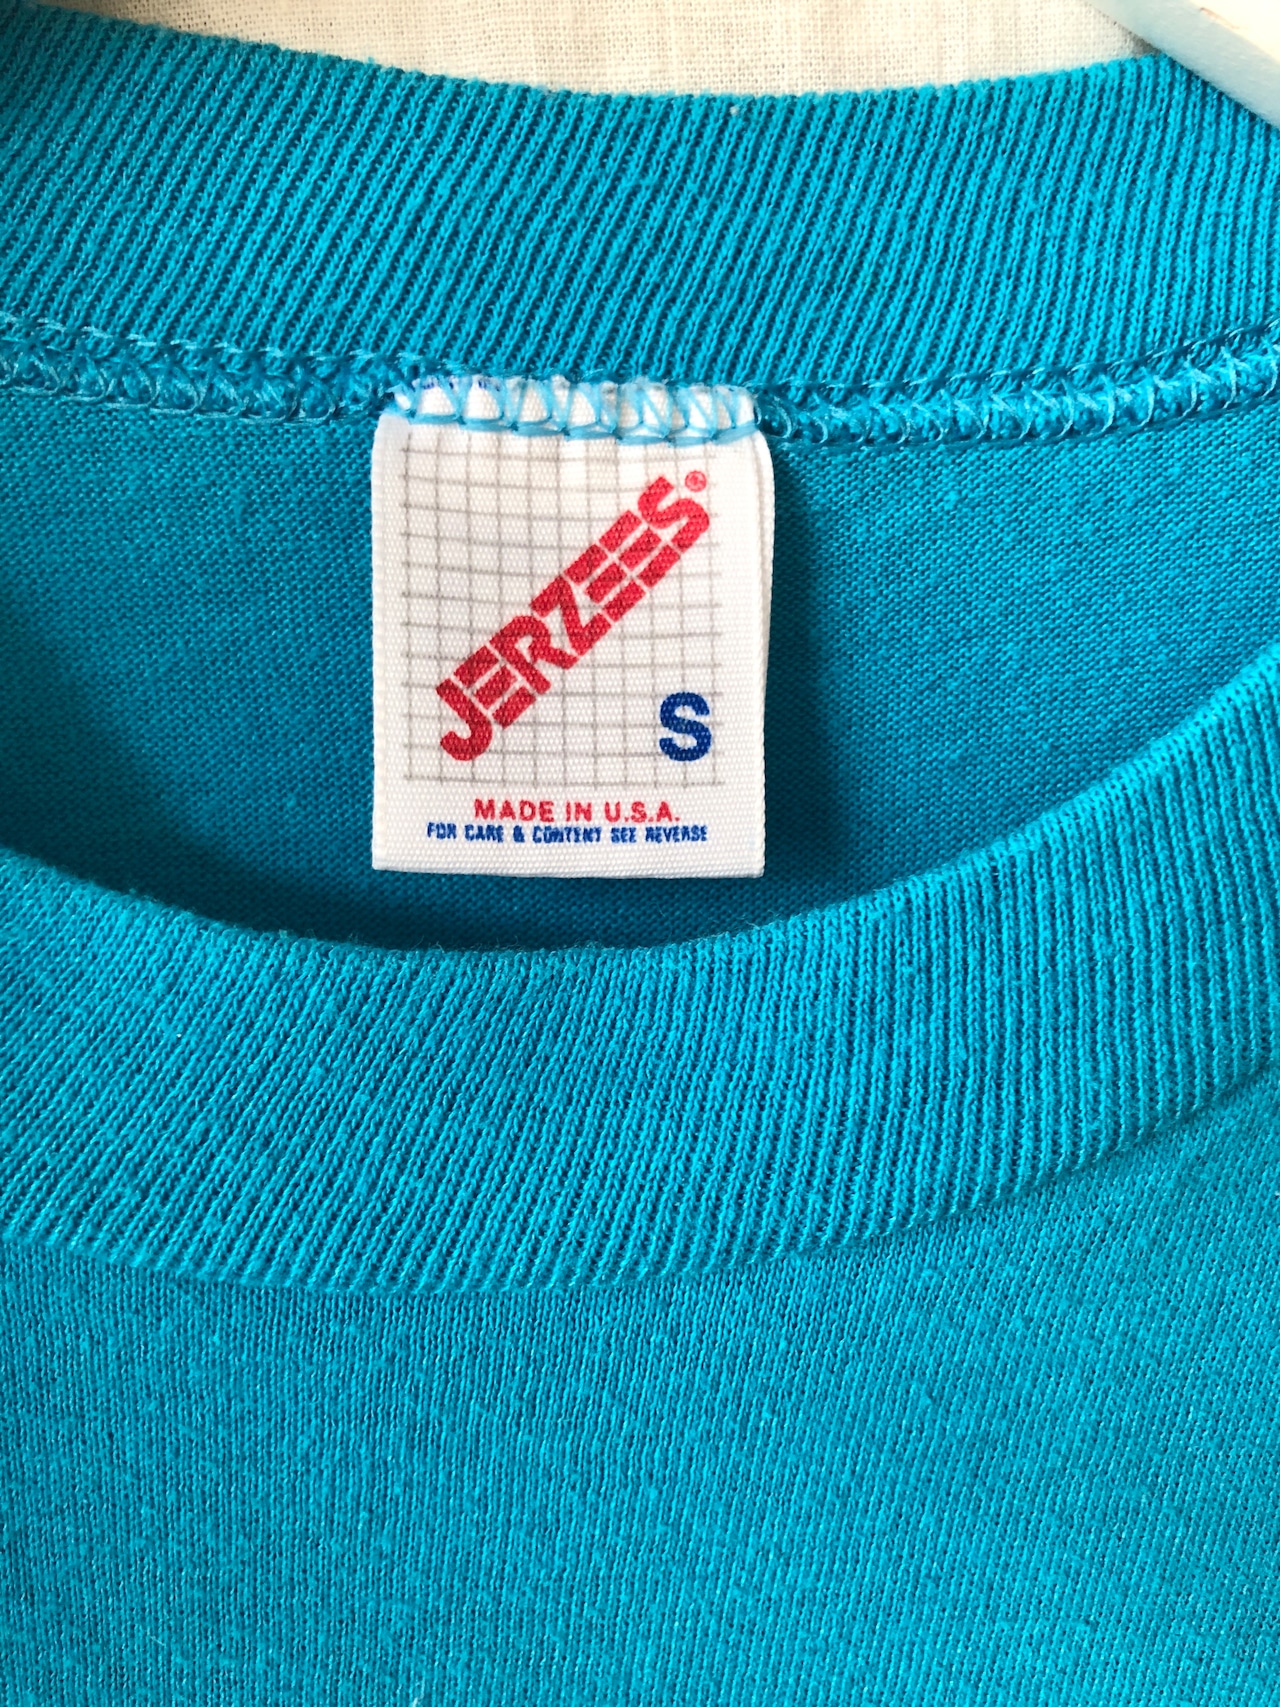 JERZEES®
S
MADE IN U.S.A.
FOR CARE & CONTENT SEE REVERSE